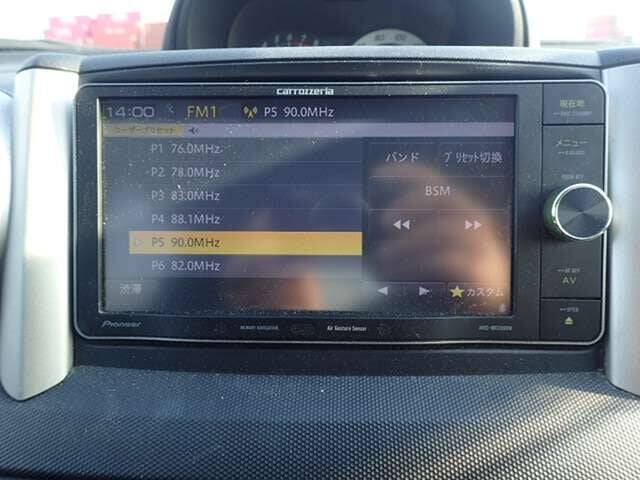 carrozzeria
14:00 FM1 P5 90.0MHz
ユーザープリセット
P1 76.0MHz
P2 78.0MHz
P3 83.0MHz
P4 88.1MHz
P5 90.0MHz
P6 82.0MHz
バンド プリセット切換
BSM
渋滞
カスタム
現在地
メニュー
AV
Pioneer
MEMORY NAVIGATION
Air Gesture Sensor